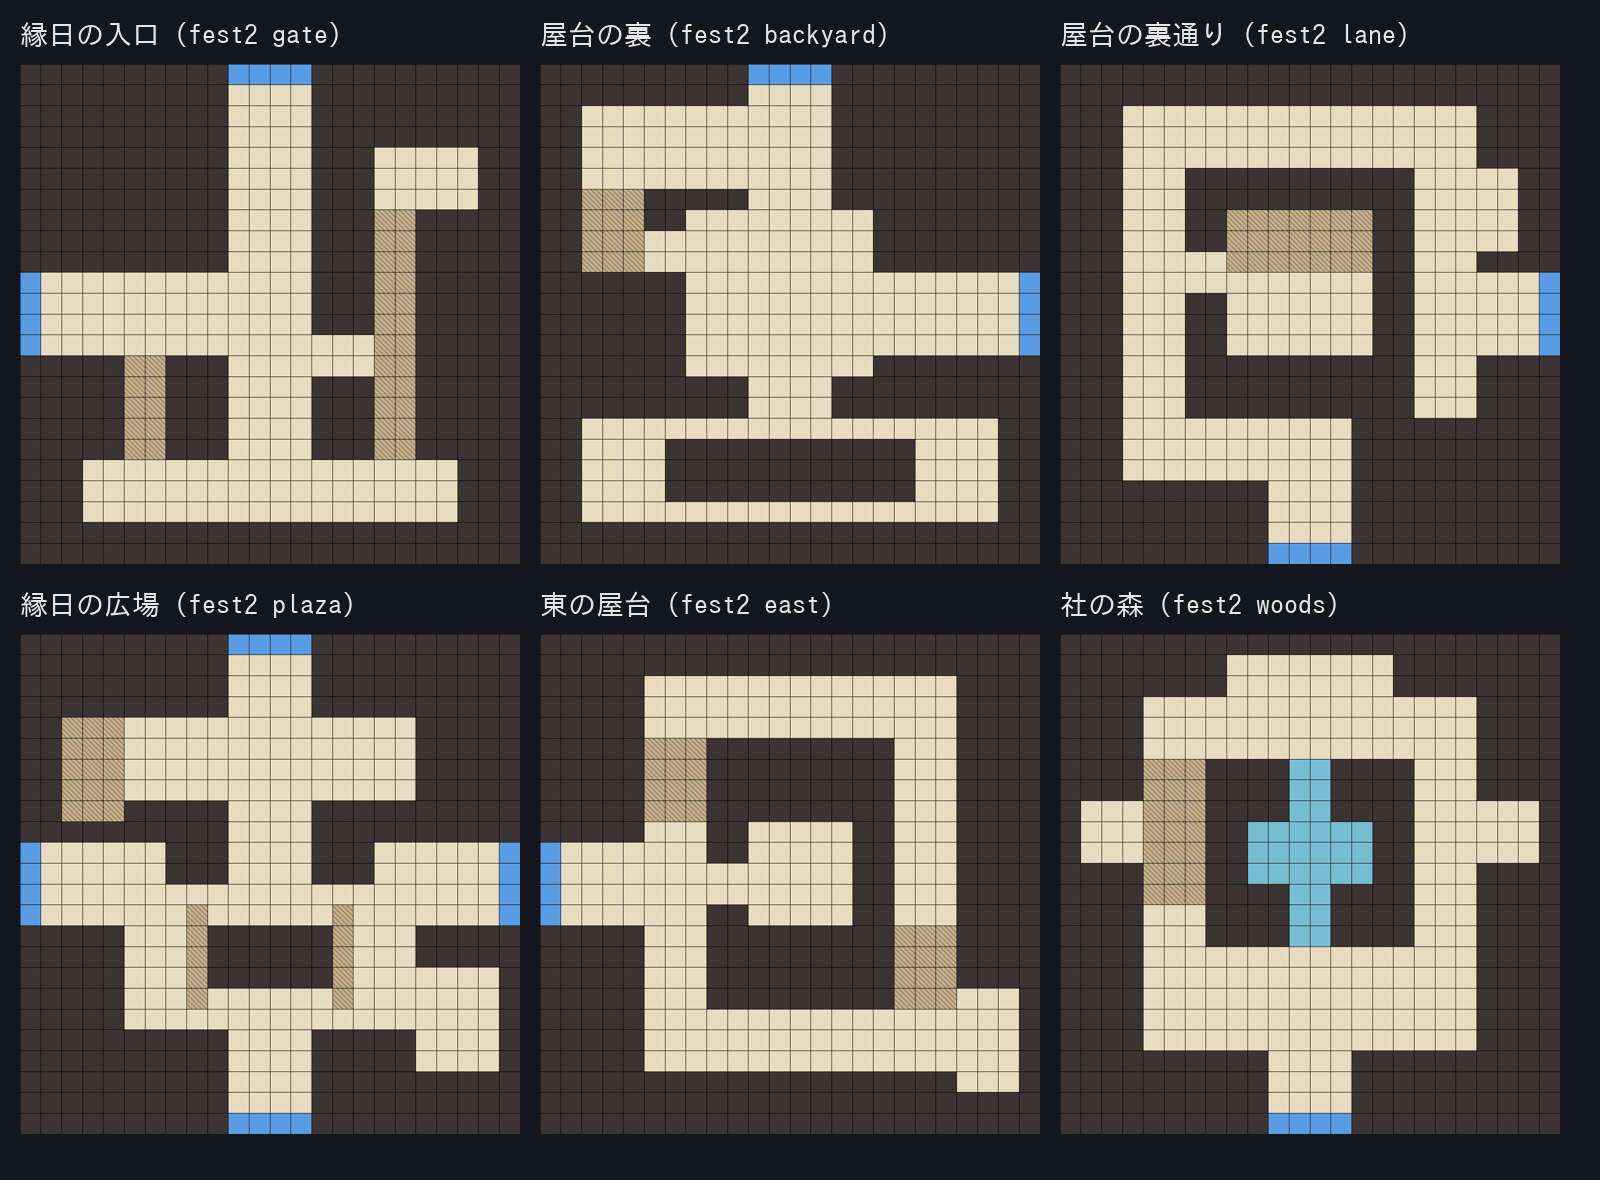 縁日の入口 (fest2 gate)
屋台の裏 (fest2 backyard)
屋台の裏通り (fest2 lane)
縁日の広場 (fest2 plaza)
東の屋台 (fest2 east)
社の森 (fest2 woods)